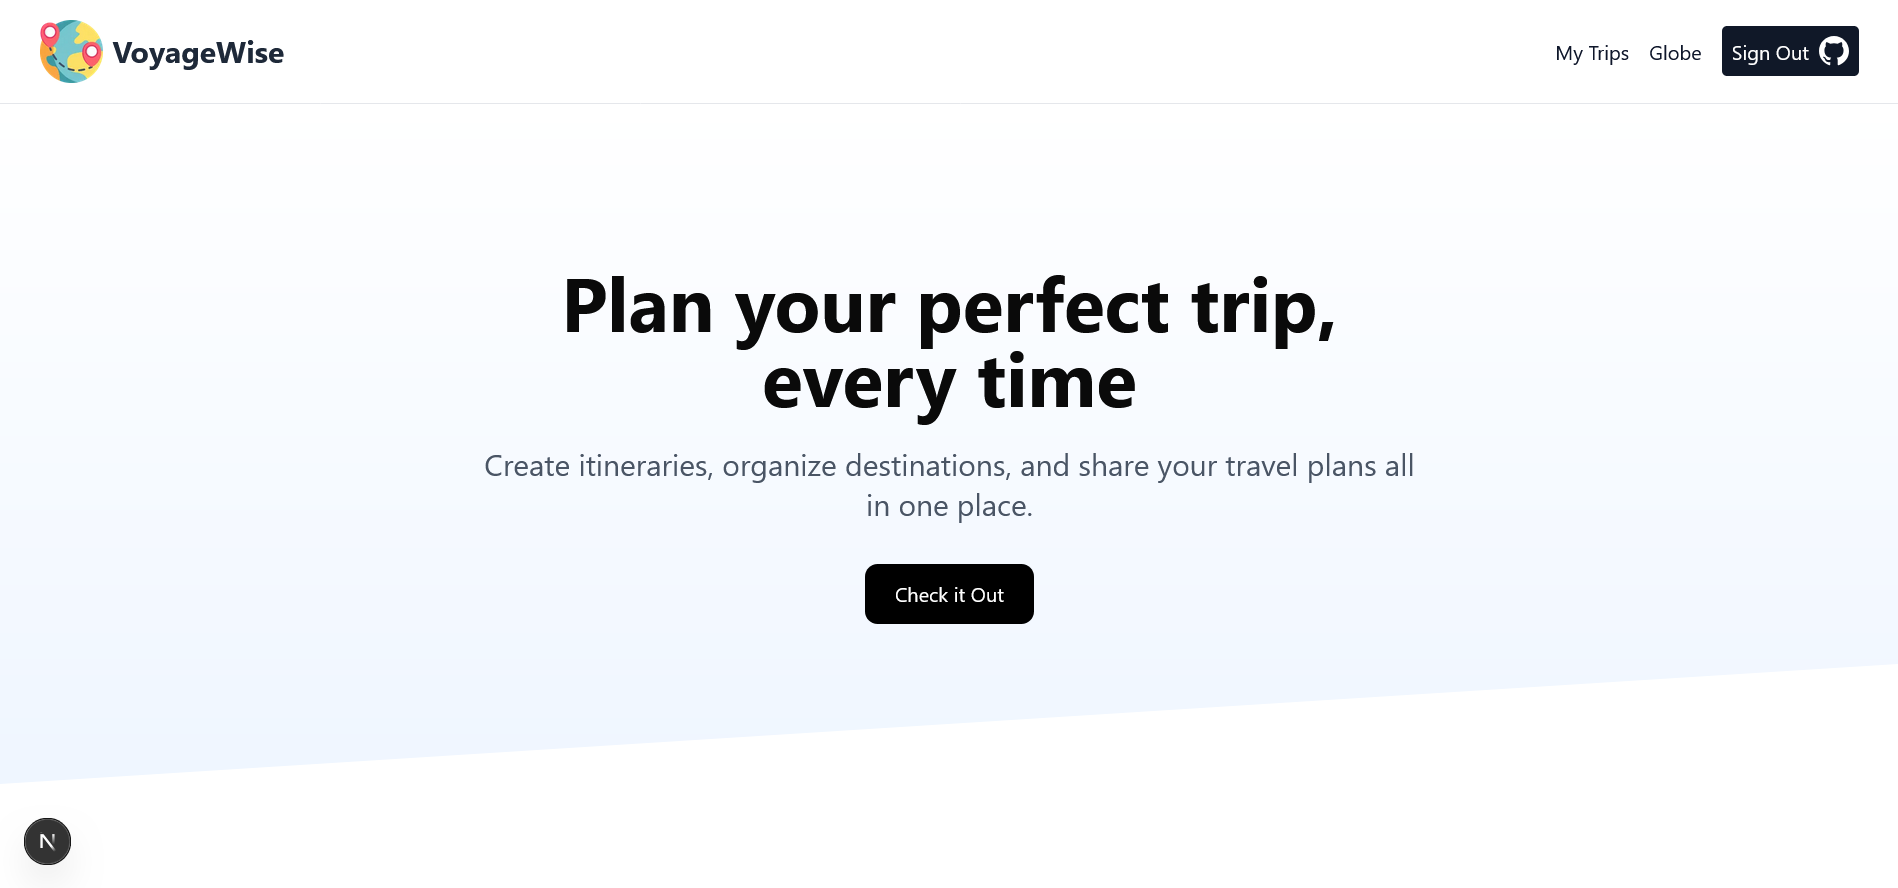 VoyageWise
My Trips Globe Sign Out
Plan your perfect trip,
every time
Create itineraries, organize destinations, and share your travel plans all
in one place.
Check it Out
N